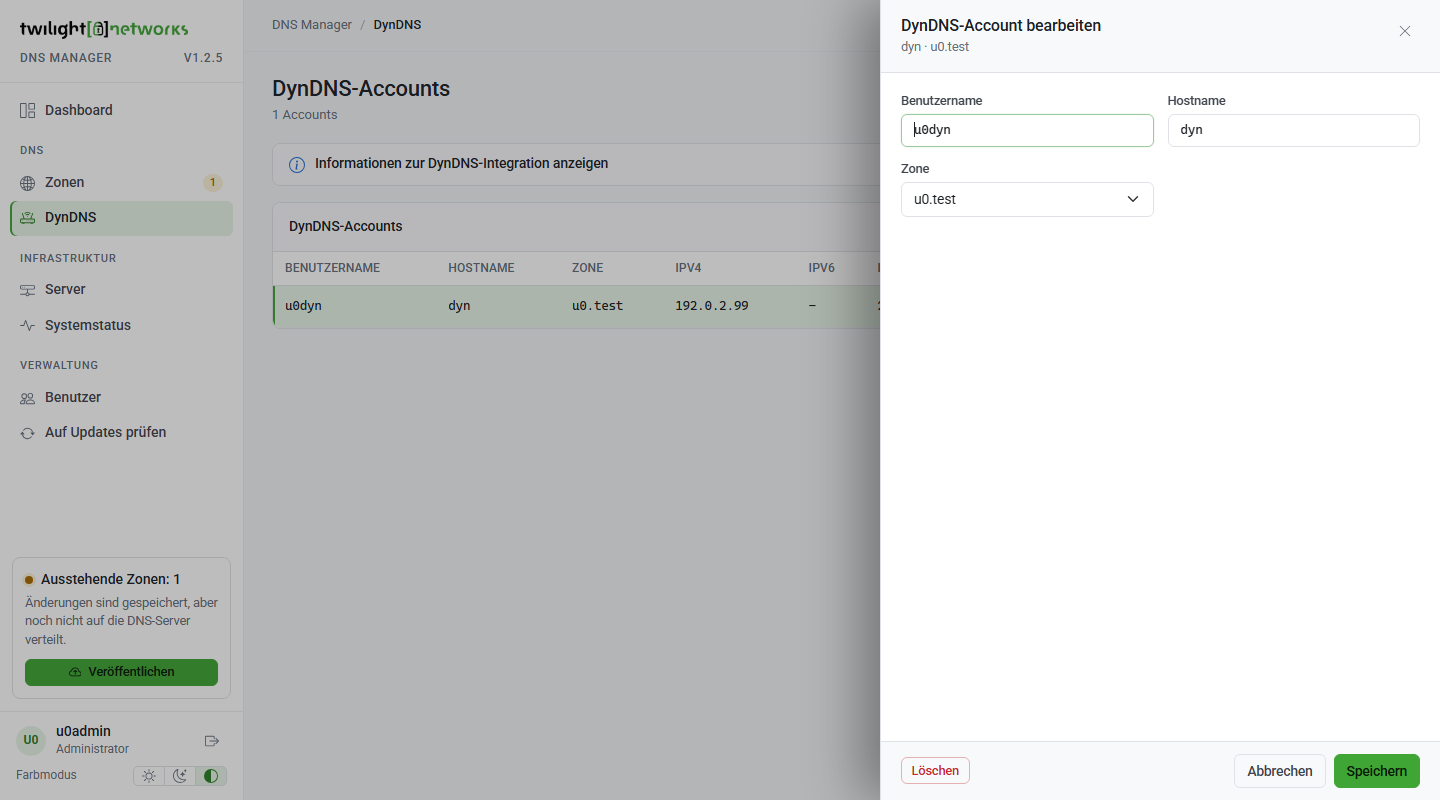 twilight[]networks
DNS MANAGER V1.2.5
Dashboard
DNS
Zonen 1
DynDNS
INFRASTRUKTUR
Server
Systemstatus
VERWALTUNG
Benutzer
Auf Updates prüfen
Ausstehende Zonen: 1
Änderungen sind gespeichert, aber
noch nicht auf die DNS-Server
verteilt.
Veröffentlichen
U0 u0admin
Administrator
Farbmodus
DNS Manager / DynDNS
DynDNS-Accounts
1 Accounts
Informationen zur DynDNS-Integration anzeigen
DynDNS-Accounts
BENUTZERNAME HOSTNAME ZONE IPV4 IPV6
u0dyn dyn u0.test 192.0.2.99 –
DynDNS-Account bearbeiten
dyn · u0.test
Benutzername Hostname
u0dyn dyn
Zone
u0.test
Löschen Abbrechen Speichern